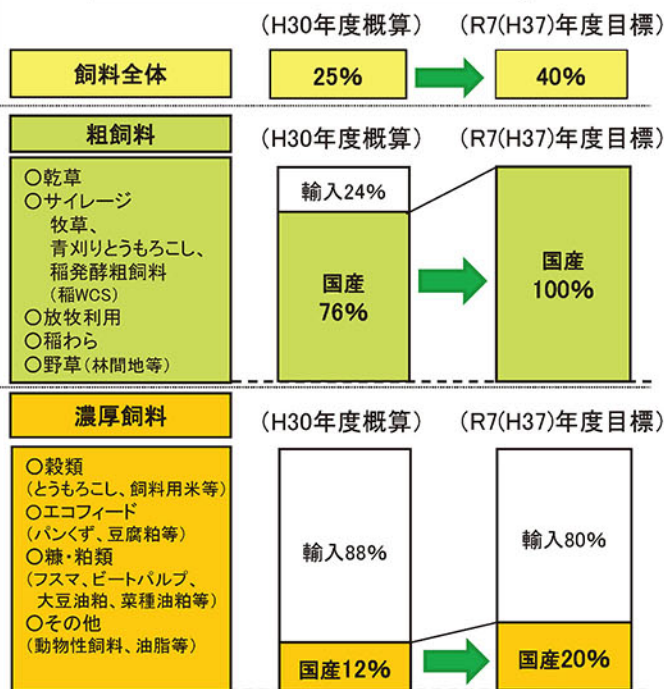 （H30年度概算）
（R7(H37)年度目標）
飼料全体
25%
40%
粗飼料
（H30年度概算）
（R7(H37)年度目標）
〇乾草
〇サイレージ
牧草、
青刈りとうもろこし、
稲発酵粗飼料
（稲WCS）
〇放牧利用
〇稲わら
〇野草（林間地等）
輸入24%
国産
76%
国産
100%
濃厚飼料
（H30年度概算）
（R7(H37)年度目標）
〇穀類
（とうもろこし、飼料用米等）
〇エコフィード
（パンくず、豆腐粕等）
〇糠・粕類
（フスマ、ビートパルプ、
大豆油粕、菜種油粕等）
〇その他
（動物性飼料、油脂等）
輸入88%
国産12%
輸入80%
国産20%